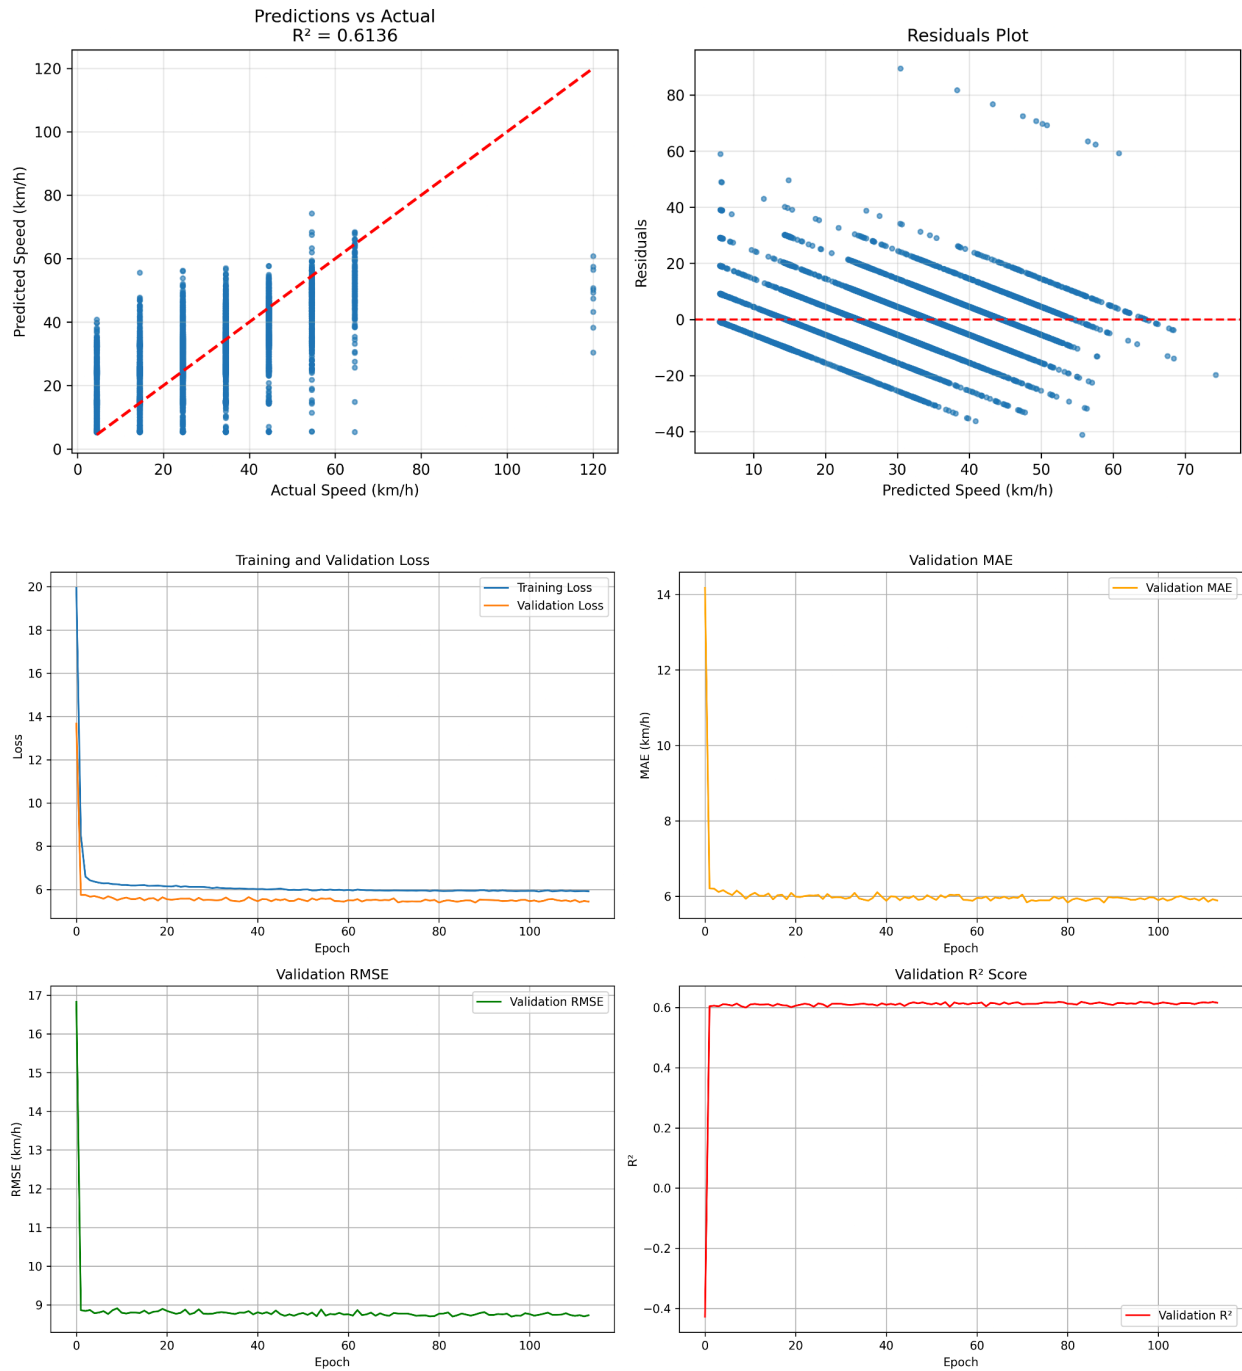 Predictions vs Actual
R² = 0.6136
120
100
80
60
40
20
0
Predicted Speed (km/h)
0 20 40 60 80 100 120
Actual Speed (km/h)
Residuals Plot
80
60
40
20
0
−20
−40
Residuals
10 20 30 40 50 60 70
Predicted Speed (km/h)
Training and Validation Loss
Training Loss
Validation Loss
20
18
16
14
12
10
8
6
Loss
0 20 40 60 80 100
Epoch
Validation MAE
Validation MAE
14
12
10
8
6
MAE (km/h)
0 20 40 60 80 100
Epoch
Validation RMSE
Validation RMSE
17
16
15
14
13
12
11
10
9
RMSE (km/h)
0 20 40 60 80 100
Epoch
Validation R² Score
0.6
0.4
0.2
0.0
−0.2
−0.4
R²
Validation R²
0 20 40 60 80 100
Epoch